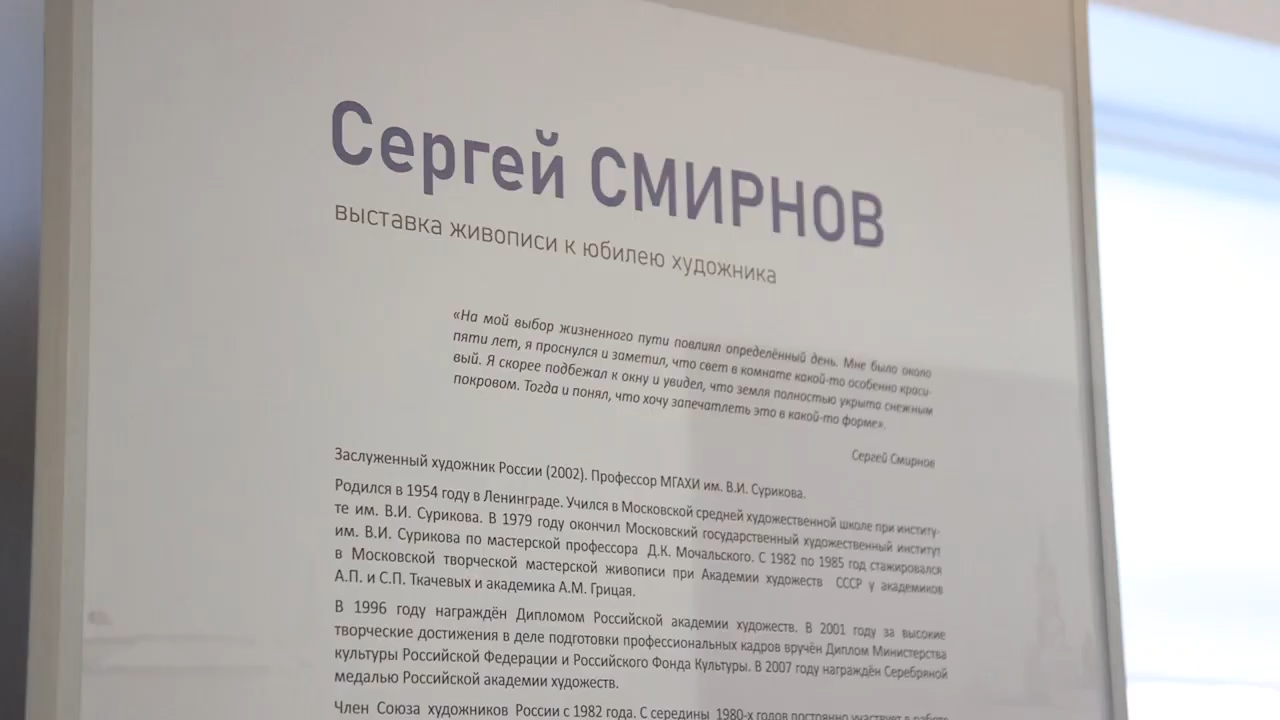 Сергей СМИРНОВ
выставка живописи к юбилею художника
«На мой выбор жизненного пути повлиял определённый день. Мне было около
пяти лет, я проснулся и заметил, что свет в комнате какой-то особенно краси-
вый. Я скорее подбежал к окну и увидел, что земля полностью укрыта снежным
покровом. Тогда и понял, что хочу запечатлеть это в какой-то форме».
Сергей Смирнов
Заслуженный художник России (2002). Профессор МГАХИ им. В.И. Сурикова.
Родился в 1954 году в Ленинграде. Учился в Московской средней художественной школе при институ-
те им. В.И. Сурикова. В 1979 году окончил Московский государственный художественный институт
им. В.И. Сурикова по мастерской профессора Д.К. Мочальского. С 1982 по 1985 год стажировался
в Московской творческой мастерской живописи при Академии художеств СССР у академиков
А.П. и С.П. Ткачевых и академика А.М. Грицая.
В 1996 году награждён Дипломом Российской академии художеств. В 2001 году за высокие
творческие достижения в деле подготовки профессиональных кадров вручён Диплом Министерства
культуры Российской Федерации и Российского Фонда Культуры. В 2007 году награждён Серебряной
медалью Российской академии художеств.
Член Союза художников России с 1982 года. С середины 1980-х годов постоянно участвует в работе